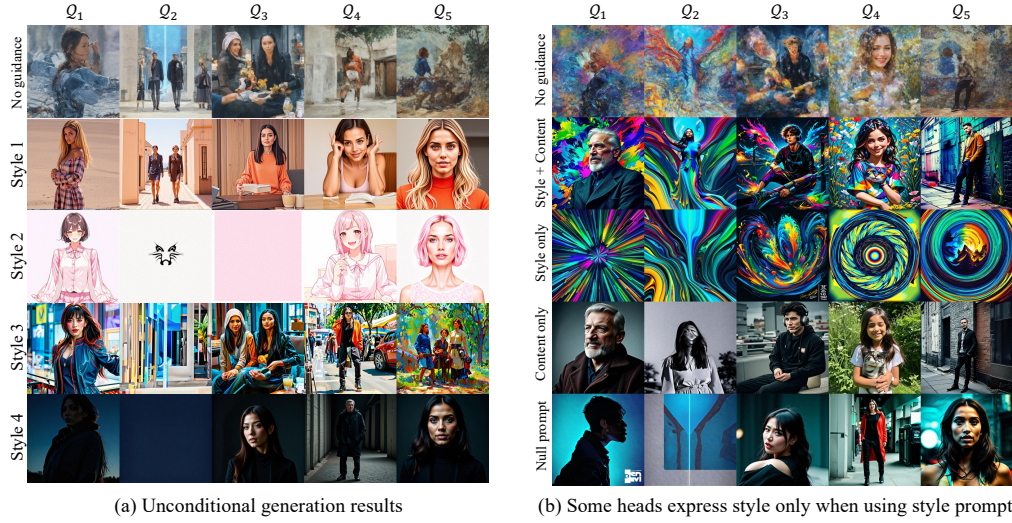 Q₁ Q₂ Q₃ Q₄ Q₅
No guidance
Style 1
Style 2
Style 3
Style 4
(a) Unconditional generation results
Q₁ Q₂ Q₃ Q₄ Q₅
No guidance
Style + Content
Style only
Content only
Null prompt
(b) Some heads express style only when using style prompt